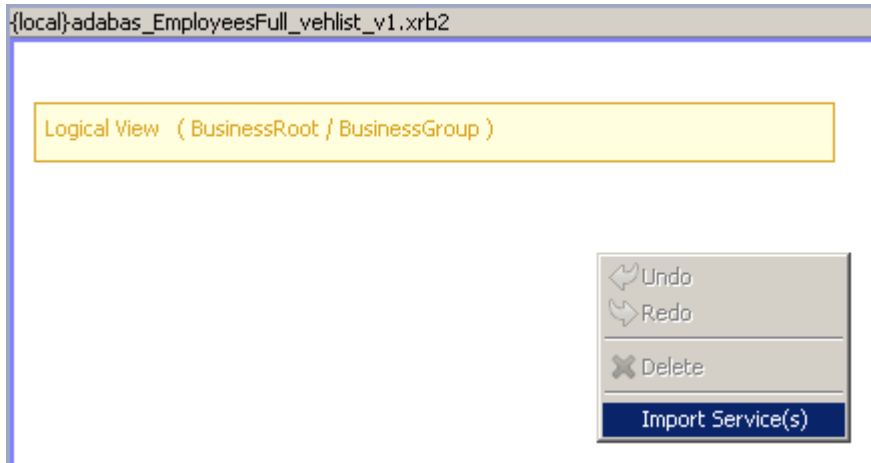 {local}adabas_EmployeesFull_vehlist_v1.xrb2
Logical View ( BusinessRoot / BusinessGroup )
Undo
Redo
Delete
Import Service(s)